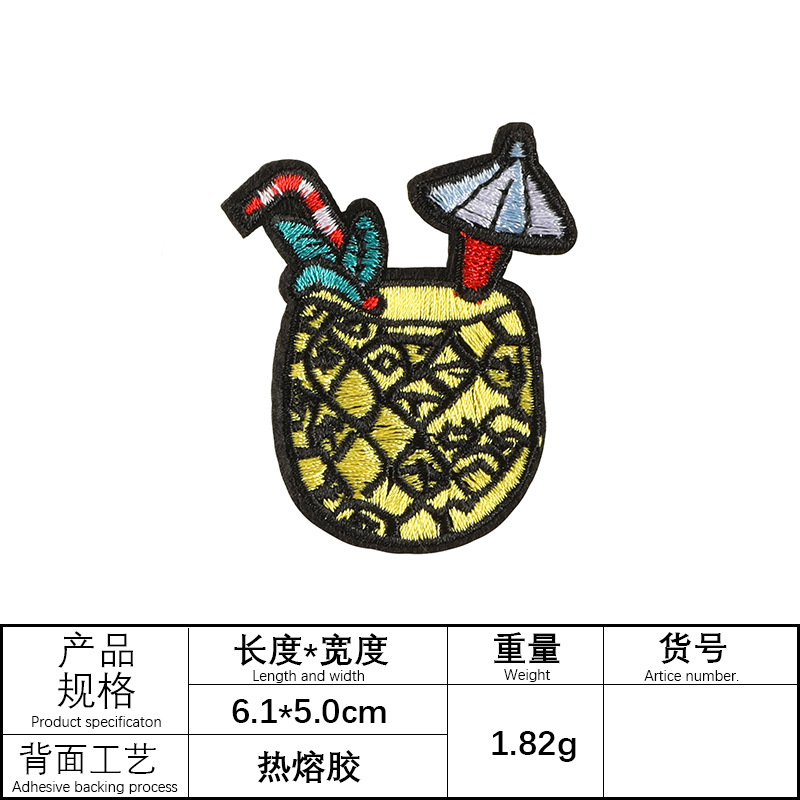 产品
规格
Product specificaton
长度*宽度
Length and width
重量
Weight
货号
Artice number.
6.1*5.0cm
1.82g
背面工艺
Adhesive backing process
热熔胶